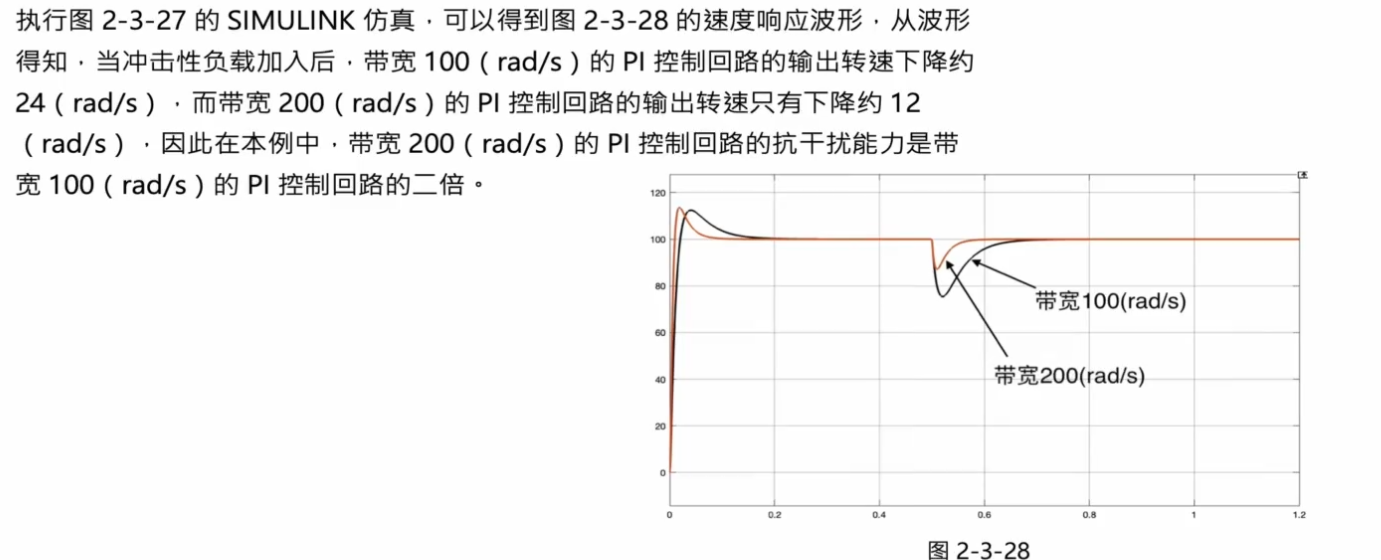 执行图 2-3-27 的 SIMULINK 仿真，可以得到图 2-3-28 的速度响应波形，从波形
得知，当冲击性负载加入后，带宽 100（rad/s）的 PI 控制回路的输出转速下降约
24（rad/s），而带宽 200（rad/s）的 PI 控制回路的输出转速只有下降约 12
（rad/s），因此在本例中，带宽 200（rad/s）的 PI 控制回路的抗干扰能力是带
宽 100（rad/s）的 PI 控制回路的二倍。
120
100
80
60
40
20
0
带宽100(rad/s)
带宽200(rad/s)
0 0.2 0.4 0.6 0.8 1 1.2
图 2-3-28